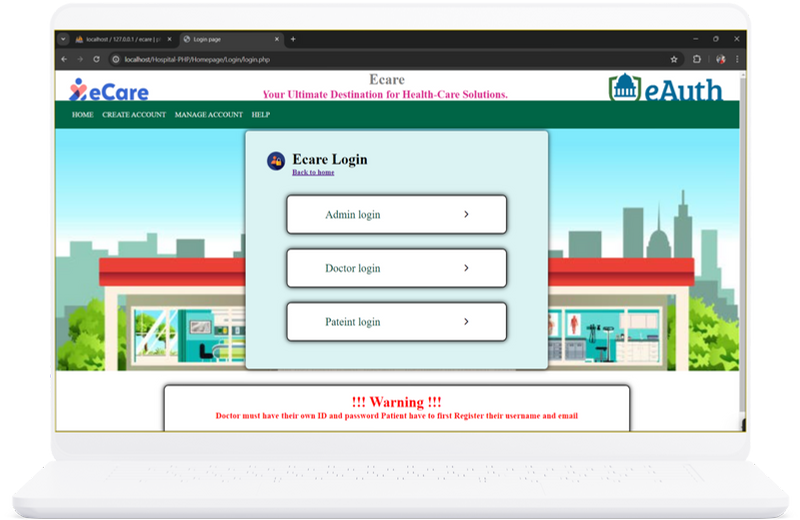 localhost / 127.0.0.1 / ecare | p
Login page
localhost/Hospital-PHP/Homepage/Login/login.php
eCare
Ecare
Your Ultimate Destination for Health-Care Solutions.
eAuth
HOME CREATE ACCOUNT MANAGE ACCOUNT HELP
Ecare Login
Back to home
Admin login
Doctor login
Pateint login
!!! Warning !!!
Doctor must have their own ID and password Patient have to first Register their username and email